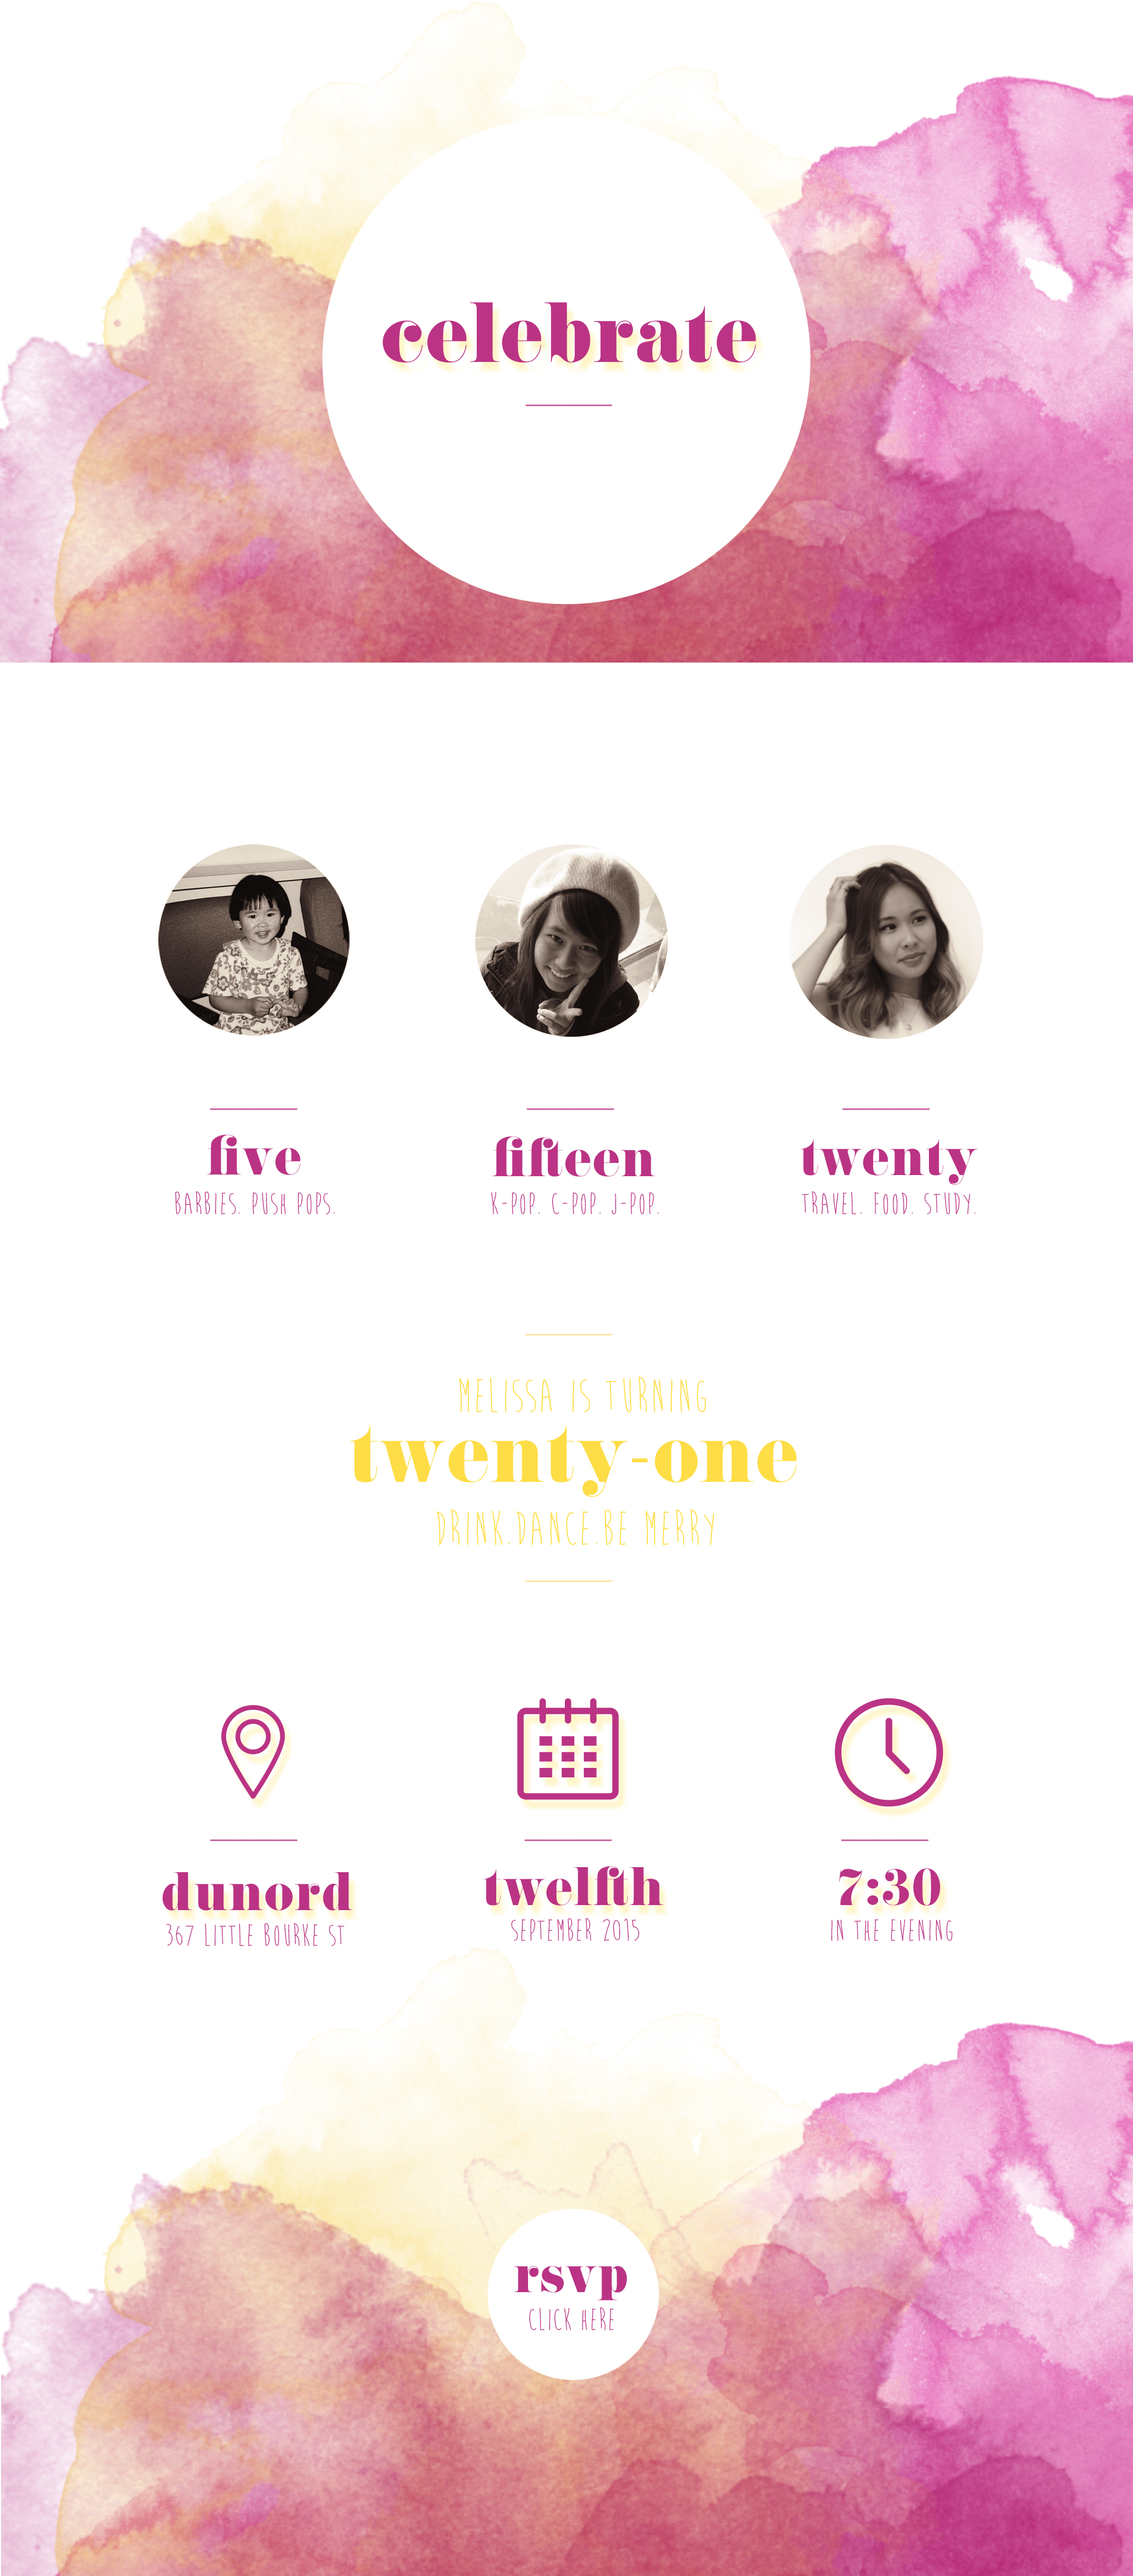 celebrate
five
BARBIES. PUSH POPS.
fifteen
K-POP. C-POP. J-POP.
twenty
TRAVEL. FOOD. STUDY.
MELISSA IS TURNING
twenty-one
DRINK.DANCE.BE MERRY
dunord
367 LITTLE BOURKE ST
twelfth
SEPTEMBER 2015
7:30
IN THE EVENING
rsvp
CLICK HERE